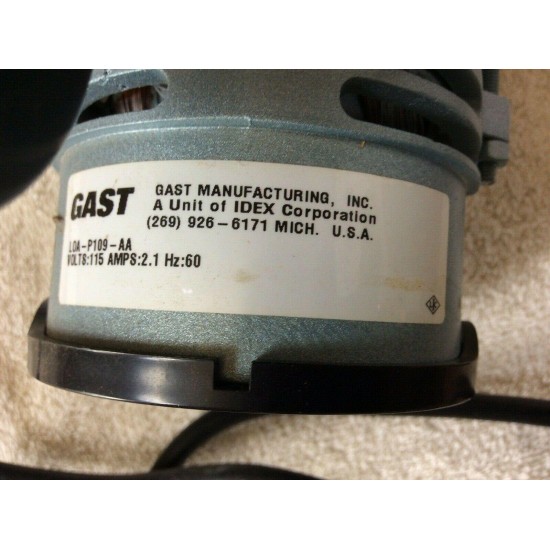 GAST
GAST MANUFACTURING, INC.
A Unit of IDEX Corporation
(269) 926-6171 MICH. U.S.A.
LOA-P109-AA
VOLTS:115 AMPS:2.1 Hz:60